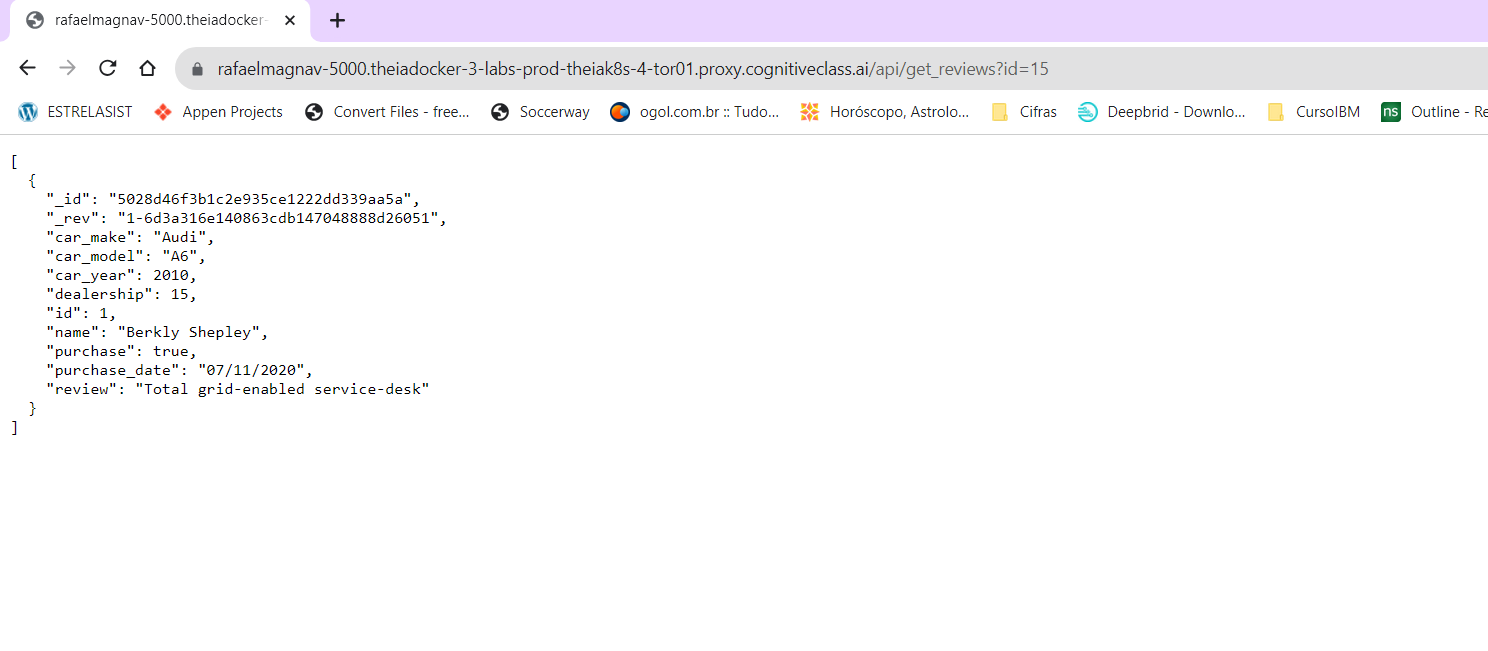 rafaelmagnav-5000.theiadocker-
rafaelmagnav-5000.theiadocker-3-labs-prod-theiak8s-4-tor01.proxy.cognitiveclass.ai/api/get_reviews?id=15
ESTRELASIST Appen Projects Convert Files - free... Soccerway ogol.com.br :: Tudo... Horóscopo, Astrolo... Cifras Deepbrid - Downlo... CursoIBM ns Outline - Re
[
{
"_id": "5028d46f3b1c2e935ce1222dd339aa5a",
"_rev": "1-6d3a316e140863cdb147048888d26051",
"car_make": "Audi",
"car_model": "A6",
"car_year": 2010,
"dealership": 15,
"id": 1,
"name": "Berkly Shepley",
"purchase": true,
"purchase_date": "07/11/2020",
"review": "Total grid-enabled service-desk"
}
]